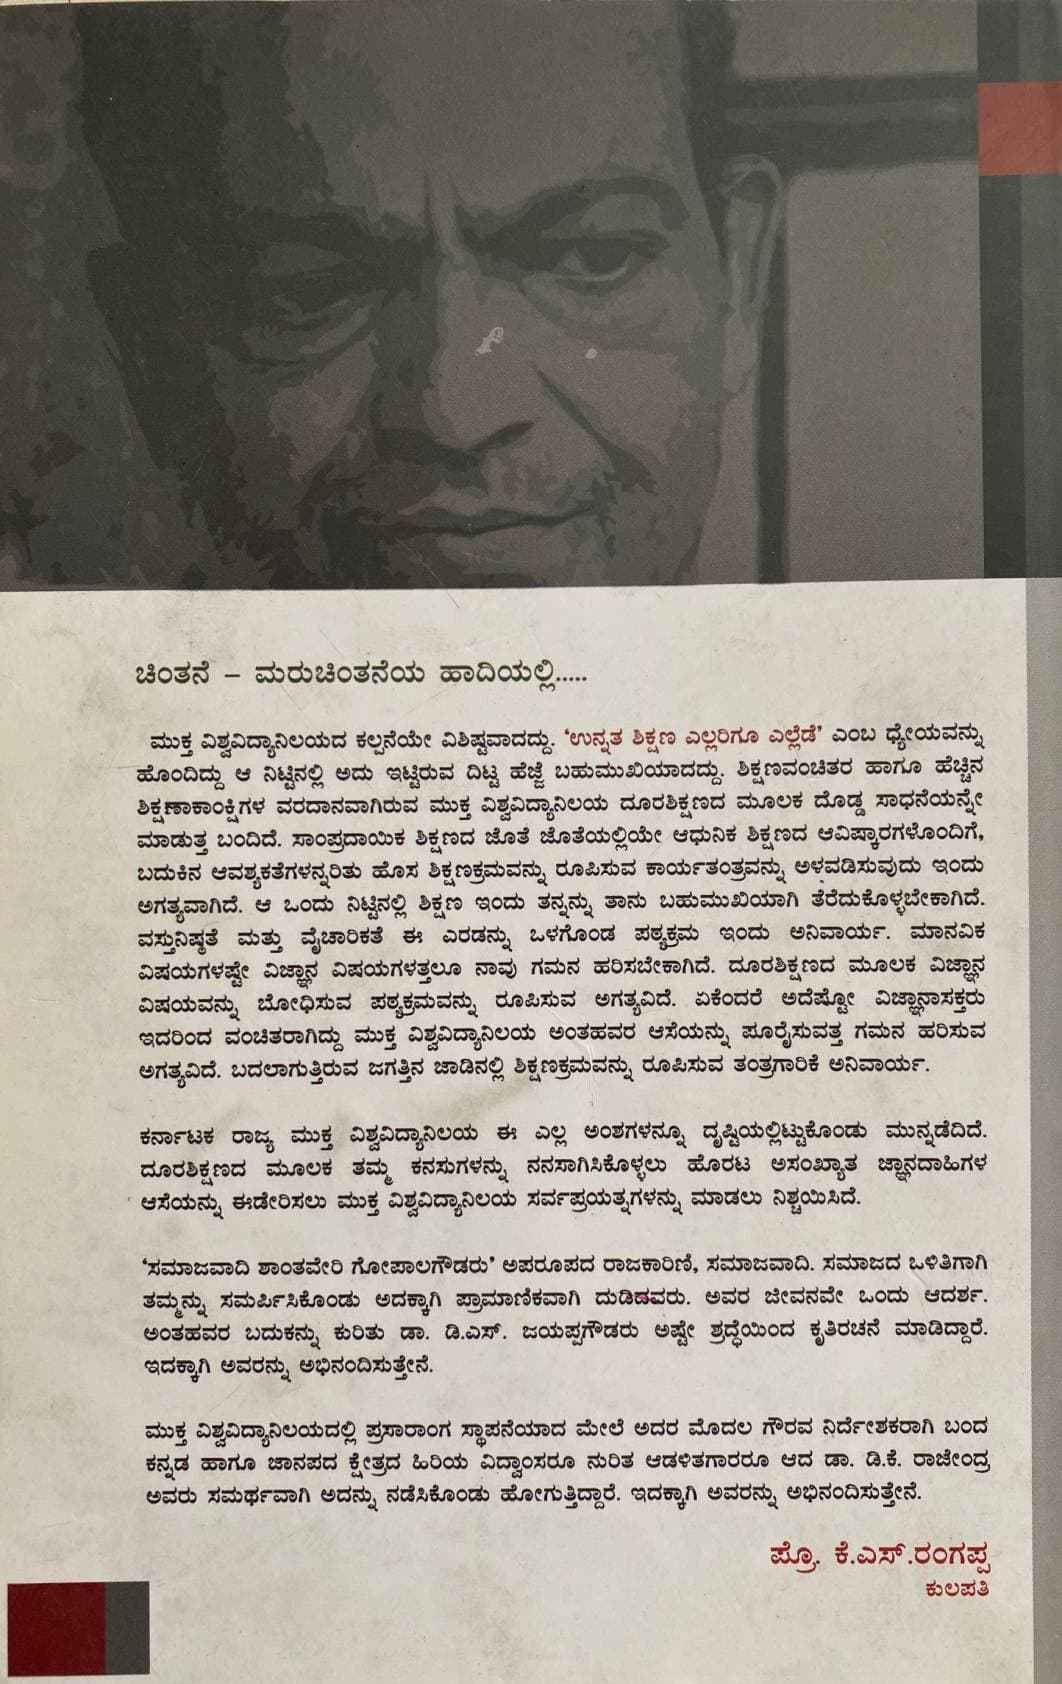 ಚಿಂತನೆ – ಮರುಚಿಂತನೆಯ ಹಾದಿಯಲ್ಲಿ.....
ಮುಕ್ತ ವಿಶ್ವವಿದ್ಯಾನಿಲಯದ ಕಲ್ಪನೆಯೇ ವಿಶಿಷ್ಟವಾದದ್ದು. ‘ಉನ್ನತ ಶಿಕ್ಷಣ ಎಲ್ಲರಿಗೂ ಎಲ್ಲೆಡೆ’ ಎಂಬ ಧ್ಯೇಯವನ್ನು
ಹೊಂದಿದ್ದು ಆ ನಿಟ್ಟಿನಲ್ಲಿ ಅದು ಇಟ್ಟಿರುವ ದಿಟ್ಟ ಹೆಜ್ಜೆ ಬಹುಮುಖಿಯಾದದ್ದು. ಶಿಕ್ಷಣವಂಚಿತರ ಹಾಗೂ ಹೆಚ್ಚಿನ
ಶಿಕ್ಷಣಾಕಾಂಕ್ಷಿಗಳ ವರದಾನವಾಗಿರುವ ಮುಕ್ತ ವಿಶ್ವವಿದ್ಯಾನಿಲಯ ದೂರಶಿಕ್ಷಣದ ಮೂಲಕ ದೊಡ್ಡ ಸಾಧನೆಯನ್ನೇ
ಮಾಡುತ್ತ ಬಂದಿದೆ. ಸಾಂಪ್ರದಾಯಿಕ ಶಿಕ್ಷಣದ ಜೊತೆ ಜೊತೆಯಲ್ಲಿಯೇ ಆಧುನಿಕ ಶಿಕ್ಷಣದ ಆವಿಷ್ಕಾರಗಳೊಂದಿಗೆ,
ಬದುಕಿನ ಆವಶ್ಯಕತೆಗಳನ್ನರಿತು ಹೊಸ ಶಿಕ್ಷಣಕ್ರಮವನ್ನು ರೂಪಿಸುವ ಕಾರ್ಯತಂತ್ರವನ್ನು ಅಳವಡಿಸುವುದು ಇಂದು
ಅಗತ್ಯವಾಗಿದೆ. ಆ ಒಂದು ನಿಟ್ಟಿನಲ್ಲಿ ಶಿಕ್ಷಣ ಇಂದು ತನ್ನನ್ನು ತಾನು ಬಹುಮುಖಿಯಾಗಿ ತೆರೆದುಕೊಳ್ಳಬೇಕಾಗಿದೆ.
ವಸ್ತುನಿಷ್ಠತೆ ಮತ್ತು ವೈಚಾರಿಕತೆ ಈ ಎರಡನ್ನು ಒಳಗೊಂಡ ಪಠ್ಯಕ್ರಮ ಇಂದು ಅನಿವಾರ್ಯ. ಮಾನವಿಕ
ವಿಷಯಗಳಷ್ಟೇ ವಿಜ್ಞಾನ ವಿಷಯಗಳತ್ತಲೂ ನಾವು ಗಮನ ಹರಿಸಬೇಕಾಗಿದೆ. ದೂರಶಿಕ್ಷಣದ ಮೂಲಕ ವಿಜ್ಞಾನ
ವಿಷಯವನ್ನು ಬೋಧಿಸುವ ಪಠ್ಯಕ್ರಮವನ್ನು ರೂಪಿಸುವ ಅಗತ್ಯವಿದೆ. ಏಕೆಂದರೆ ಅದೆಷ್ಟೋ ವಿಜ್ಞಾನಾಸಕ್ತರು
ಇದರಿಂದ ವಂಚಿತರಾಗಿದ್ದು ಮುಕ್ತ ವಿಶ್ವವಿದ್ಯಾನಿಲಯ ಅಂತಹವರ ಆಸೆಯನ್ನು ಪೂರೈಸುವತ್ತ ಗಮನ ಹರಿಸುವ
ಅಗತ್ಯವಿದೆ. ಬದಲಾಗುತ್ತಿರುವ ಜಗತ್ತಿನ ಜಾಡಿನಲ್ಲಿ ಶಿಕ್ಷಣಕ್ರಮವನ್ನು ರೂಪಿಸುವ ತಂತ್ರಗಾರಿಕೆ ಅನಿವಾರ್ಯ.
ಕರ್ನಾಟಕ ರಾಜ್ಯ ಮುಕ್ತ ವಿಶ್ವವಿದ್ಯಾನಿಲಯ ಈ ಎಲ್ಲ ಅಂಶಗಳನ್ನೂ ದೃಷ್ಟಿಯಲ್ಲಿಟ್ಟುಕೊಂಡು ಮುನ್ನಡೆದಿದೆ.
ದೂರಶಿಕ್ಷಣದ ಮೂಲಕ ತಮ್ಮ ಕನಸುಗಳನ್ನು ನನಸಾಗಿಸಿಕೊಳ್ಳಲು ಹೊರಟ ಅಸಂಖ್ಯಾತ ಜ್ಞಾನದಾಹಿಗಳ
ಆಸೆಯನ್ನು ಈಡೇರಿಸಲು ಮುಕ್ತ ವಿಶ್ವವಿದ್ಯಾನಿಲಯ ಸರ್ವಪ್ರಯತ್ನಗಳನ್ನು ಮಾಡಲು ನಿಶ್ಚಯಿಸಿದೆ.
‘ಸಮಾಜವಾದಿ ಶಾಂತವೇರಿ ಗೋಪಾಲಗೌಡರು’ ಅಪರೂಪದ ರಾಜಕಾರಿಣಿ, ಸಮಾಜವಾದಿ. ಸಮಾಜದ ಒಳಿತಿಗಾಗಿ
ತಮ್ಮನ್ನು ಸಮರ್ಪಿಸಿಕೊಂಡು ಅದಕ್ಕಾಗಿ ಪ್ರಾಮಾಣಿಕವಾಗಿ ದುಡಿದವರು. ಅವರ ಜೀವನವೇ ಒಂದು ಆದರ್ಶ.
ಅಂತಹವರ ಬದುಕನ್ನು ಕುರಿತು ಡಾ. ಡಿ.ಎಸ್. ಜಯಪ್ಪಗೌಡರು ಅಷ್ಟೇ ಶ್ರದ್ಧೆಯಿಂದ ಕೃತಿರಚನೆ ಮಾಡಿದ್ದಾರೆ.
ಇದಕ್ಕಾಗಿ ಅವರನ್ನು ಅಭಿನಂದಿಸುತ್ತೇನೆ.
ಮುಕ್ತ ವಿಶ್ವವಿದ್ಯಾನಿಲಯದಲ್ಲಿ ಪ್ರಸಾರಾಂಗ ಸ್ಥಾಪನೆಯಾದ ಮೇಲೆ ಅದರ ಮೊದಲ ಗೌರವ ನಿರ್ದೇಶಕರಾಗಿ ಬಂದ
ಕನ್ನಡ ಹಾಗೂ ಜಾನಪದ ಕ್ಷೇತ್ರದ ಹಿರಿಯ ವಿದ್ವಾಂಸರೂ ನುರಿತ ಆಡಳಿತಗಾರರೂ ಆದ ಡಾ. ಡಿ.ಕೆ. ರಾಜೇಂದ್ರ
ಅವರು ಸಮರ್ಥವಾಗಿ ಅದನ್ನು ನಡೆಸಿಕೊಂಡು ಹೋಗುತ್ತಿದ್ದಾರೆ. ಇದಕ್ಕಾಗಿ ಅವರನ್ನು ಅಭಿನಂದಿಸುತ್ತೇನೆ.
ಪ್ರೊ. ಕೆ.ಎಸ್.ರಂಗಪ್ಪ
ಕುಲಪತಿ